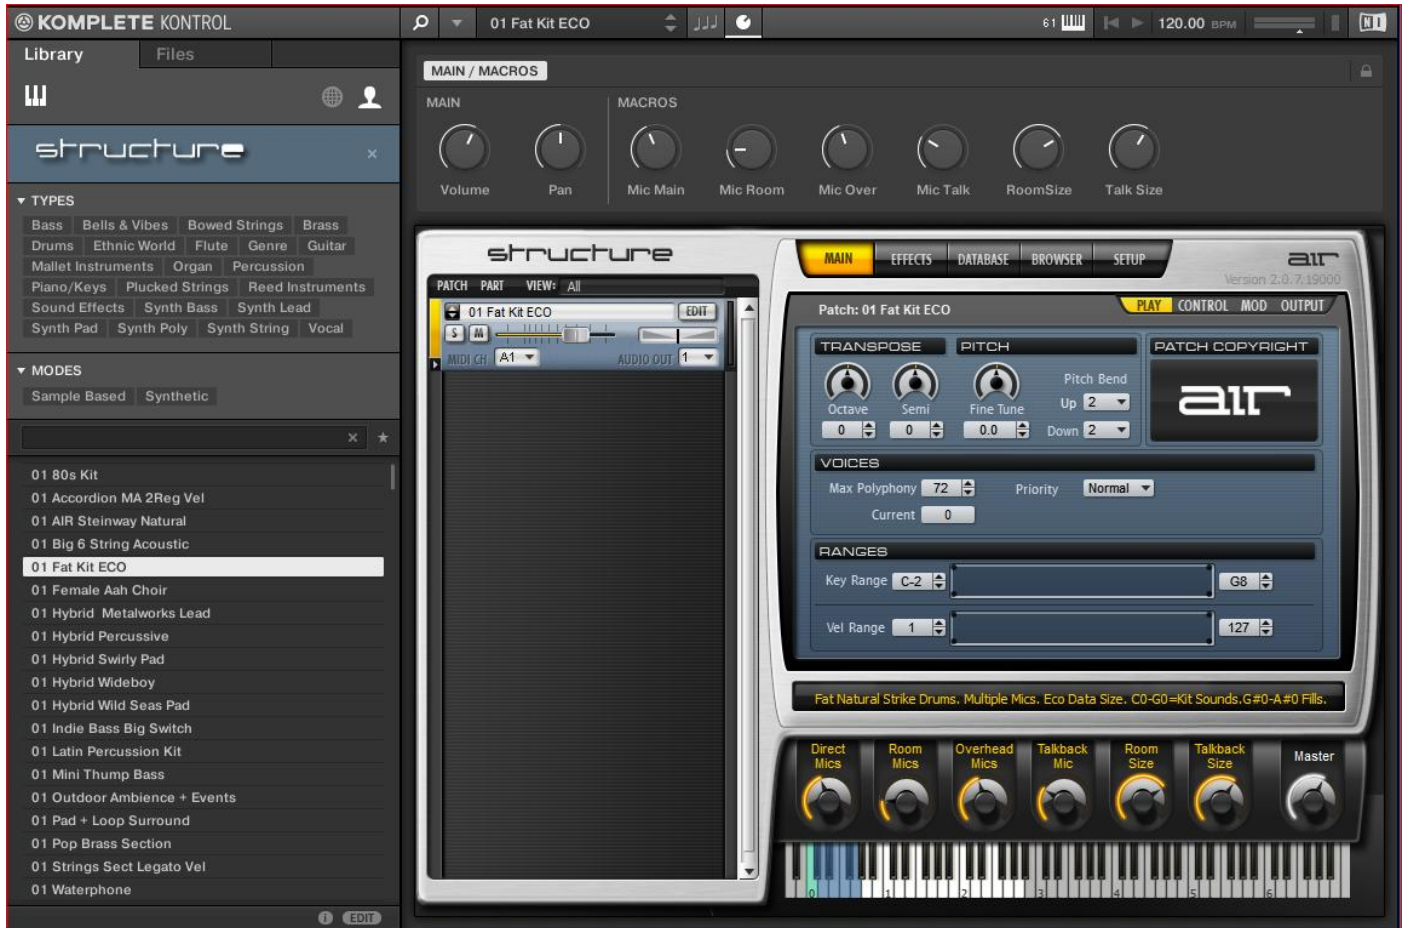 KOMPLETE KONTROL
01 Fat Kit ECO
61
120.00 BPM
NI
Library
Files
structure
TYPES
Bass Bells & Vibes Bowed Strings Brass
Drums Ethnic World Flute Genre Guitar
Mallet Instruments Organ Percussion
Piano/Keys Plucked Strings Reed Instruments
Sound Effects Synth Bass Synth Lead
Synth Pad Synth Poly Synth String Vocal
MODES
Sample Based Synthetic
01 80s Kit
01 Accordion MA 2Reg Vel
01 AIR Steinway Natural
01 Big 6 String Acoustic
01 Fat Kit ECO
01 Female Aah Choir
01 Hybrid Metalworks Lead
01 Hybrid Percussive
01 Hybrid Swirly Pad
01 Hybrid Wideboy
01 Hybrid Wild Seas Pad
01 Indie Bass Big Switch
01 Latin Percussion Kit
01 Mini Thump Bass
01 Outdoor Ambience + Events
01 Pad + Loop Surround
01 Pop Brass Section
01 Strings Sect Legato Vel
01 Waterphone
EDIT
MAIN / MACROS
MAIN
MACROS
Volume Pan Mic Main Mic Room Mic Over Mic Talk RoomSize Talk Size
structure
PATCH PART VIEW: All
01 Fat Kit ECO EDIT
S M
MIDI CH A1 AUDIO OUT 1
MAIN EFFECTS DATABASE BROWSER SETUP
air
Version 2.0.7.19000
Patch: 01 Fat Kit ECO
PLAY CONTROL MOD OUTPUT
TRANSPOSE PITCH PATCH COPYRIGHT
Pitch Bend
Up 2
Octave Semi Fine Tune
0 0 0.0 Down 2
air
VOICES
Max Polyphony 72 Priority Normal
Current 0
RANGES
Key Range C-2 G8
Vel Range 1 127
Fat Natural Strike Drums. Multiple Mics. Eco Data Size. C0-G0=Kit Sounds.G#0-A#0 Fills.
Direct Mics
Room Mics
Overhead Mics
Talkback Mic
Room Size
Talkback Size
Master
0 1 2 3 4 5 6